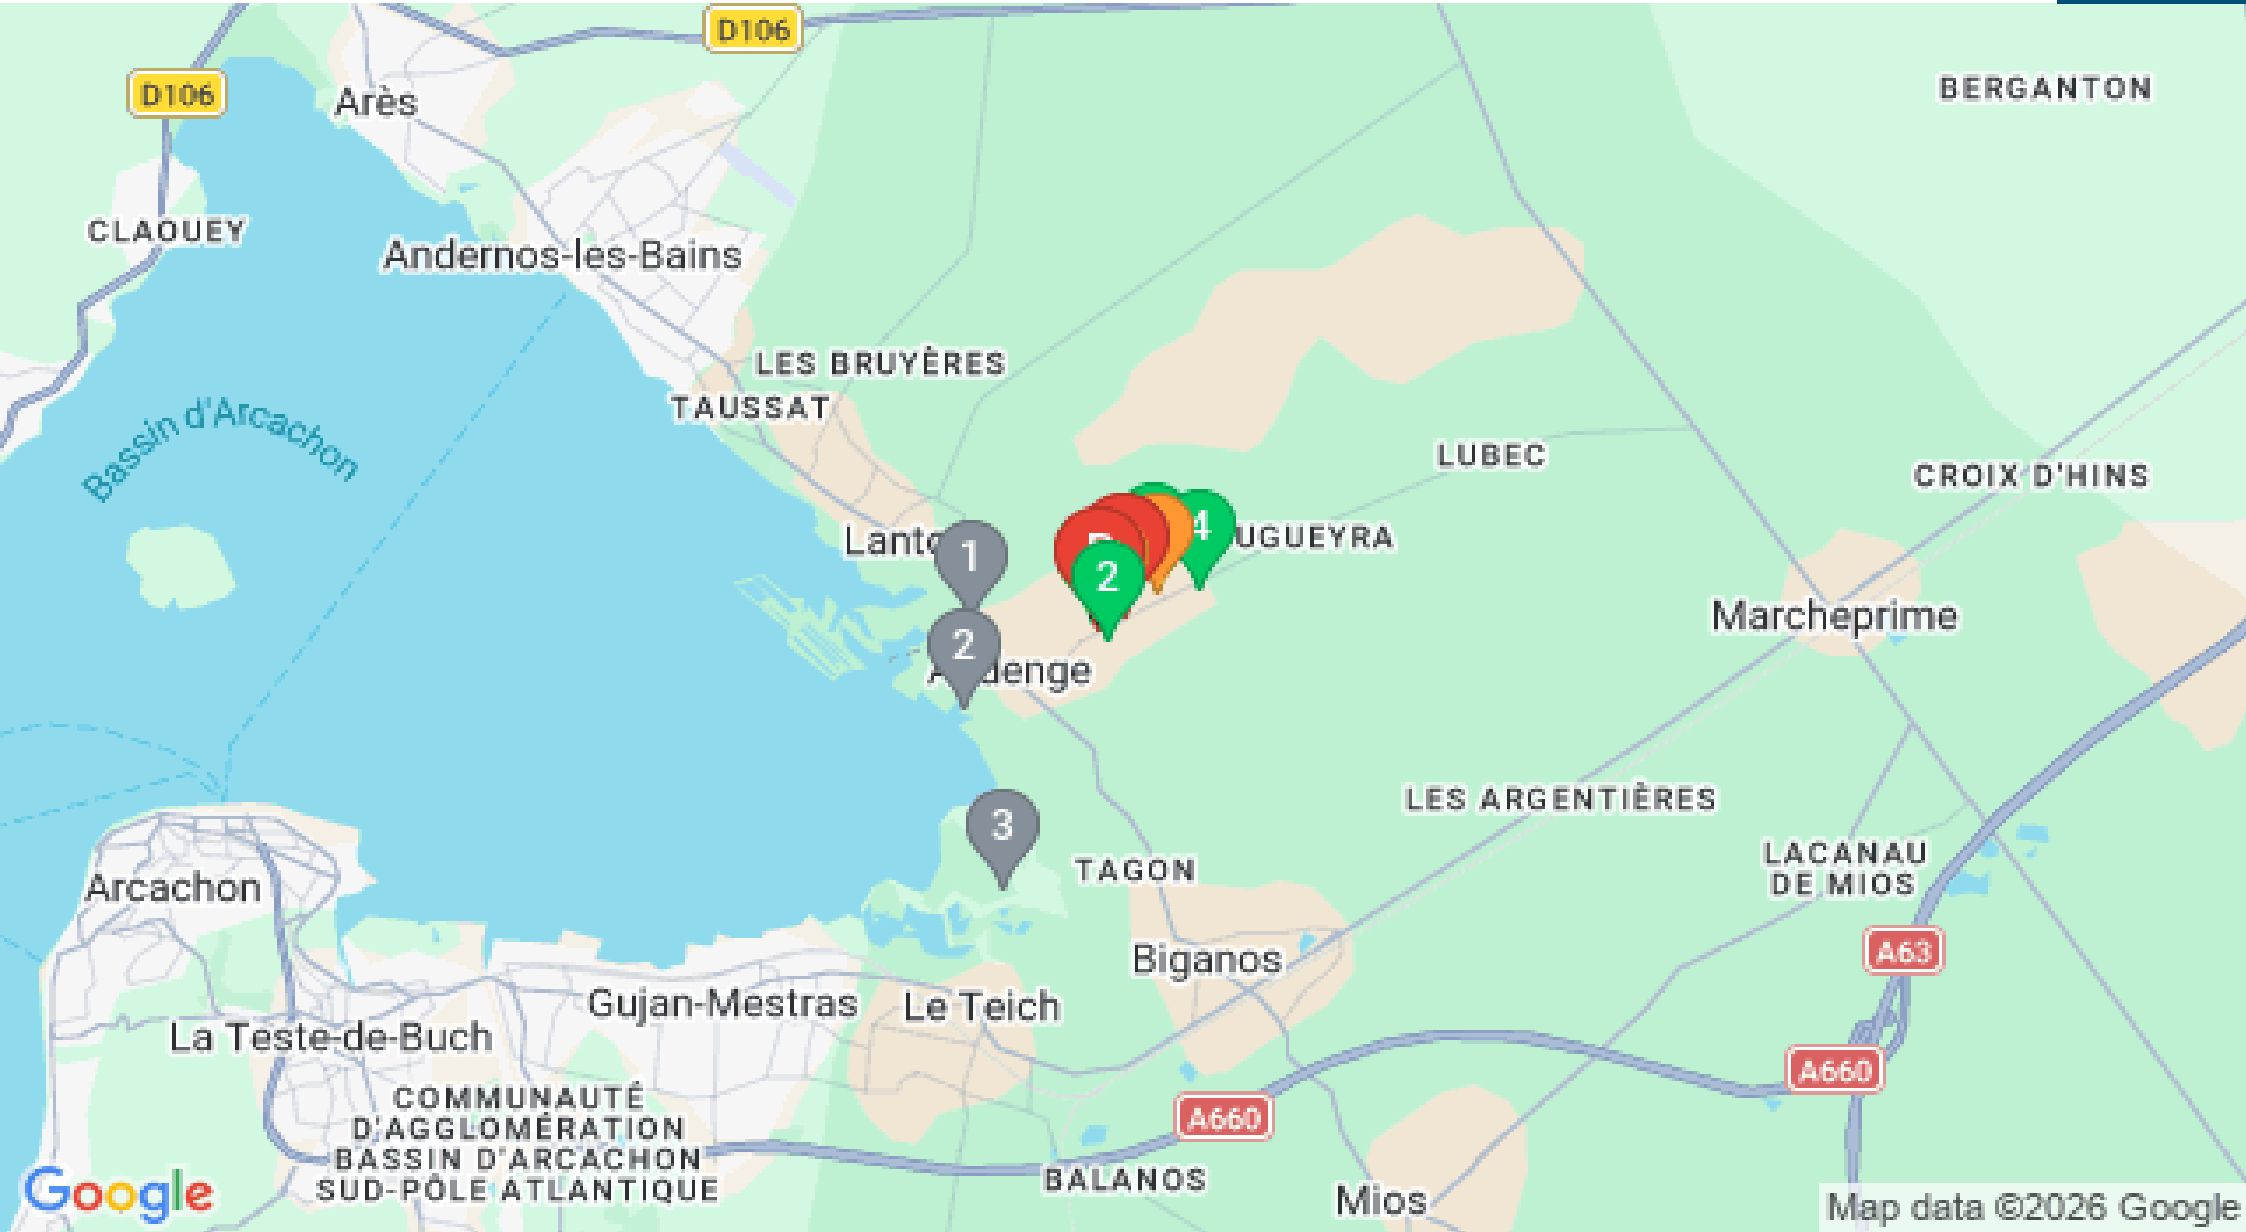 D106
D106
BERGANTON
Arès
CLAOUEY
Andernos-les-Bains
LES BRUYÈRES
TAUSSAT
Bassin d'Arcachon
LUBEC
CROIX D'HINS
4
UGUEYRA
1
2
2
Marcheprime
3
LES ARGENTIÈRES
TAGON
LACANAU
DE MIOS
Arcachon
A63
Biganos
Gujan-Mestras
Le Teich
La Teste-de-Buch
A660
A660
COMMUNAUTÉ
D'AGGLOMÉRATION
BASSIN D'ARCACHON
SUD-PÔLE ATLANTIQUE
BALANOS
Mios
Google
Map data ©2026 Google